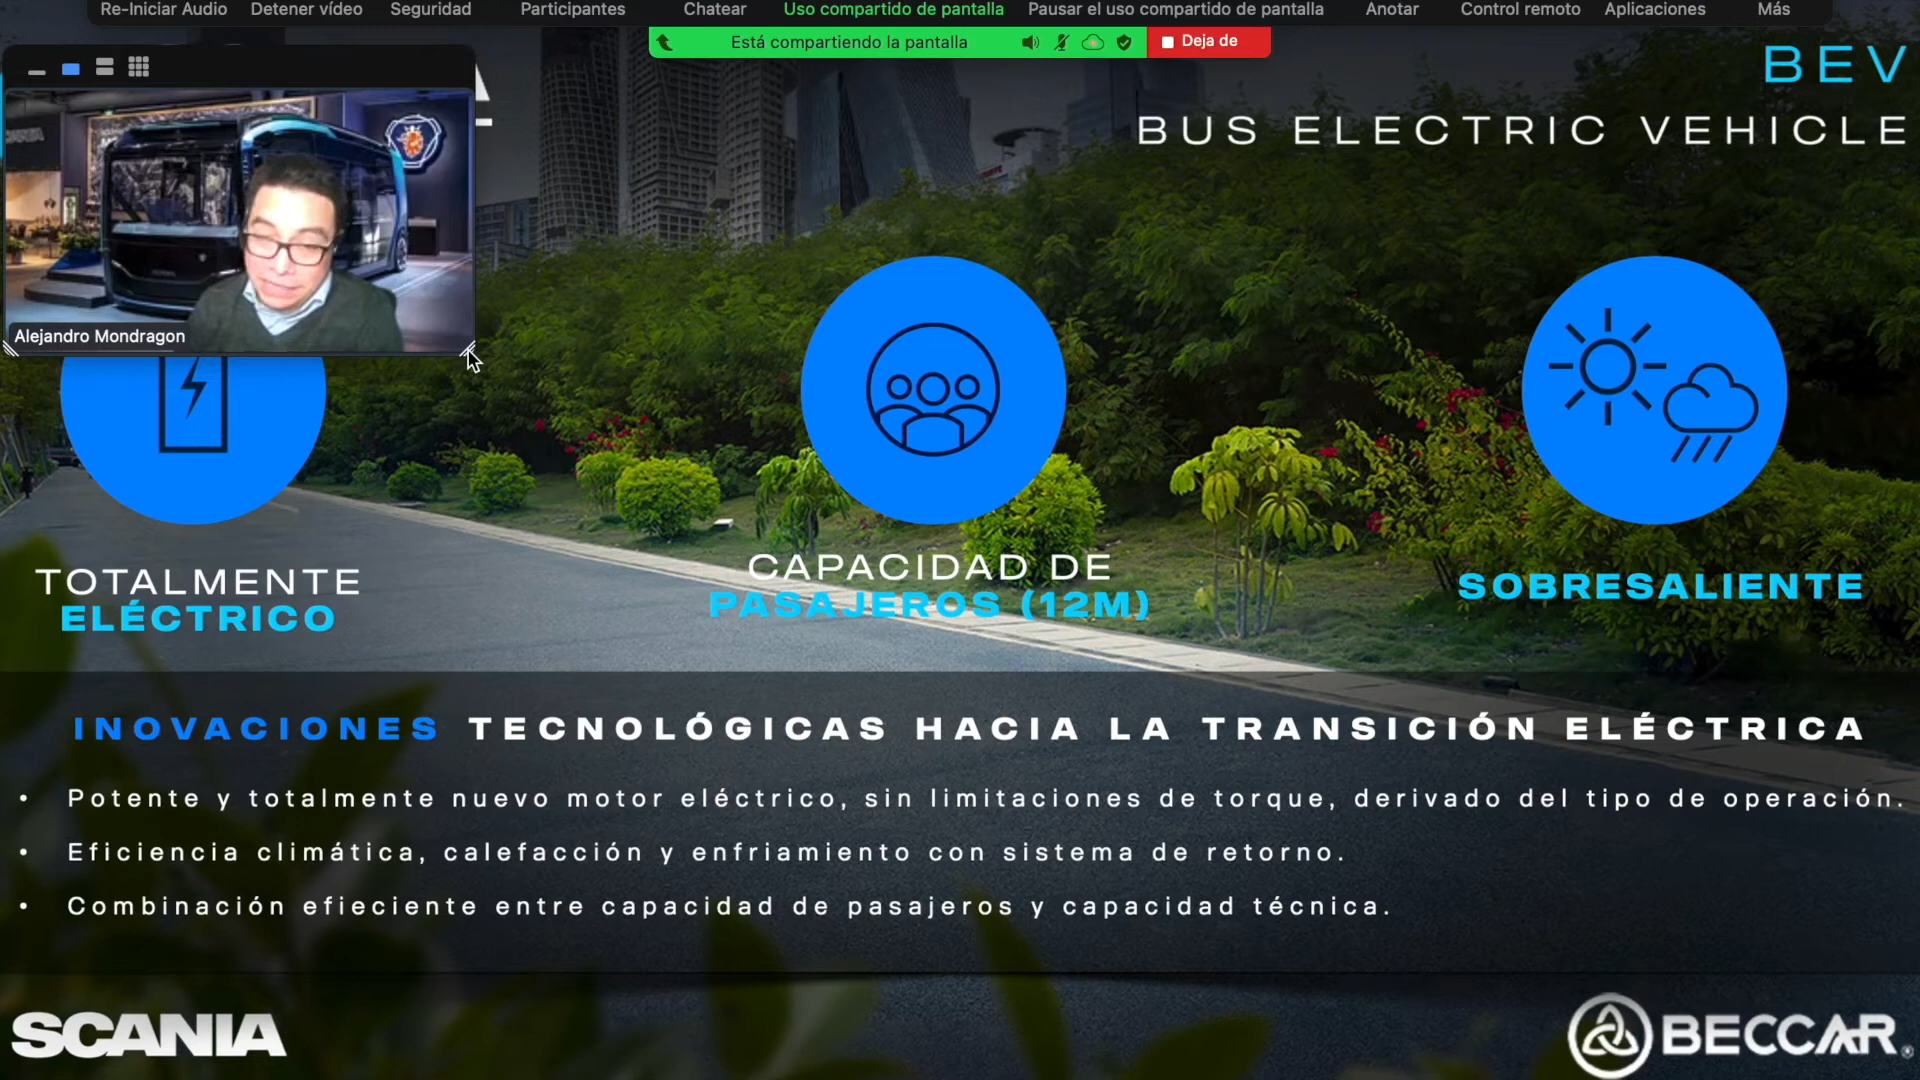 Re-Iniciar Audio Detener vídeo Seguridad Participantes Chatear Uso compartido de pantalla Pausar el uso compartido de pantalla Anotar Control remoto Aplicaciones Más
Está compartiendo la pantalla Deja de
BEV
BUS ELECTRIC VEHICLE
Alejandro Mondragon
TOTALMENTE
ELÉCTRICO
CAPACIDAD DE
PASAJEROS (12M)
SOBRESALIENTE
INOVACIONES TECNOLÓGICAS HACIA LA TRANSICIÓN ELÉCTRICA
• Potente y totalmente nuevo motor eléctrico, sin limitaciones de torque, derivado del tipo de operación.
• Eficiencia climática, calefacción y enfriamiento con sistema de retorno.
• Combinación efieciente entre capacidad de pasajeros y capacidad técnica.
SCANIA
BECCAR